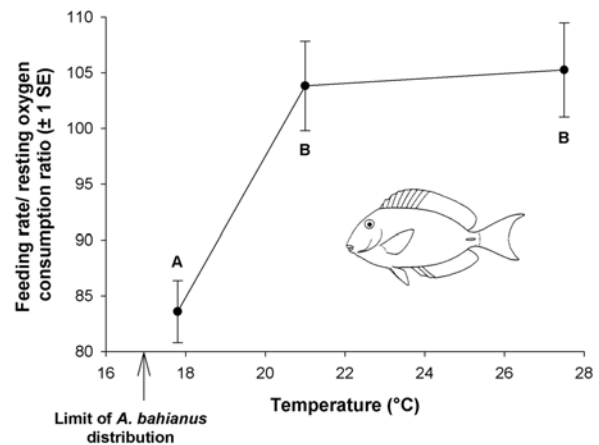 Feeding rate/ resting oxygen
consumption ratio (± 1 SE)
110
105
100
95
90
85
80
A
B
B
16
18
20
22
24
26
28
Temperature (°C)
Limit of A. bahianus
distribution